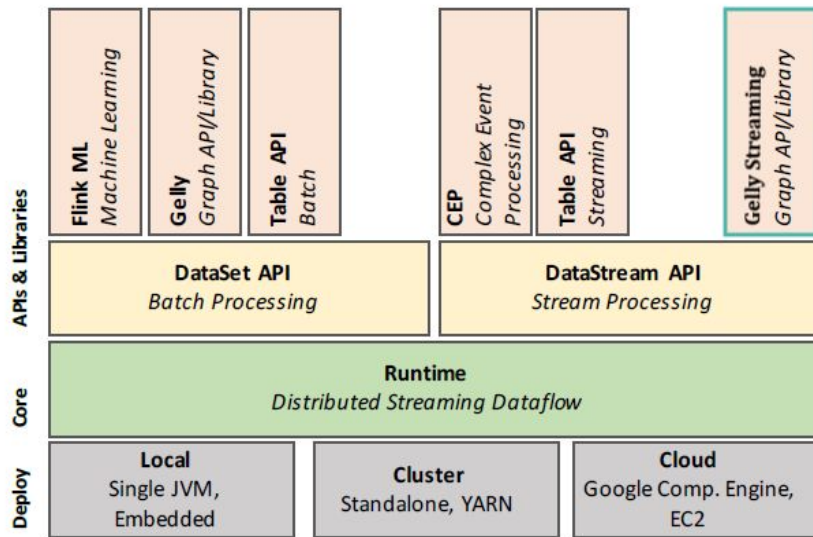 Flink ML
Machine Learning
Gelly
Graph API/Library
Table API
Batch
CEP
Complex Event
Processing
Table API
Streaming
Gelly Streaming
Graph API/Library
APIs & Libraries
DataSet API
Batch Processing
DataStream API
Stream Processing
Core
Runtime
Distributed Streaming Dataflow
Deploy
Local
Single JVM,
Embedded
Cluster
Standalone, YARN
Cloud
Google Comp. Engine,
EC2